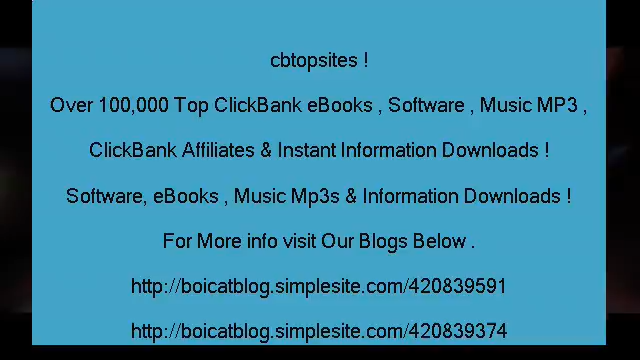 cbtopsites !
Over 100,000 Top ClickBank eBooks , Software , Music MP3 ,
ClickBank Affiliates & Instant Information Downloads !
Software, eBooks , Music Mp3s & Information Downloads !
For More info visit Our Blogs Below .
http://boicatblog.simplesite.com/420839591
http://boicatblog.simplesite.com/420839374